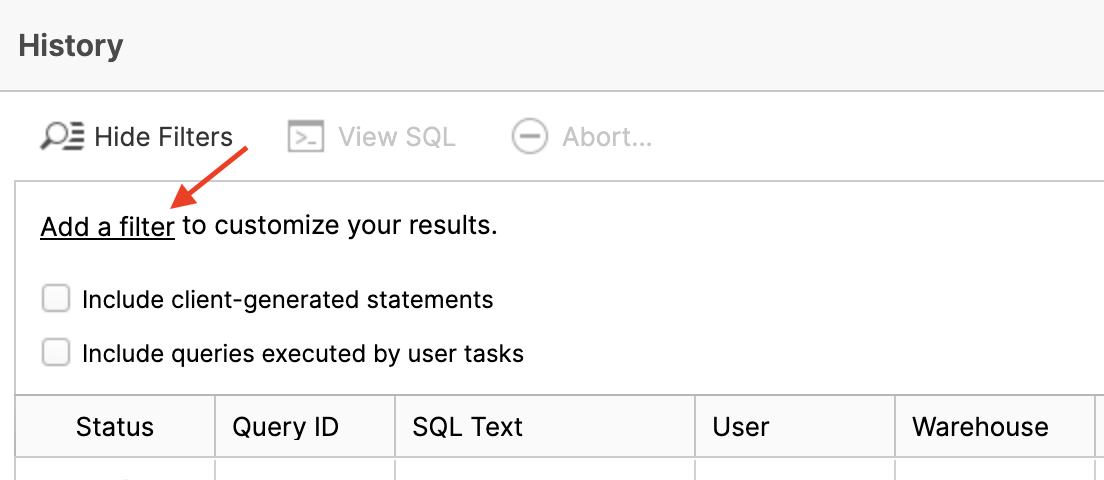 History
Hide Filters View SQL Abort...
Add a filter to customize your results.
Include client-generated statements
Include queries executed by user tasks
Status Query ID SQL Text User Warehouse